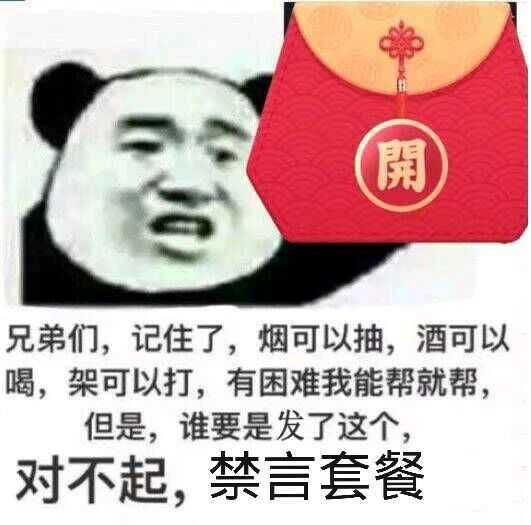 開
兄弟们，记住了，烟可以抽，酒可以
喝，架可以打，有困难我能帮就帮，
但是，谁要是发了这个，
对不起，禁言套餐